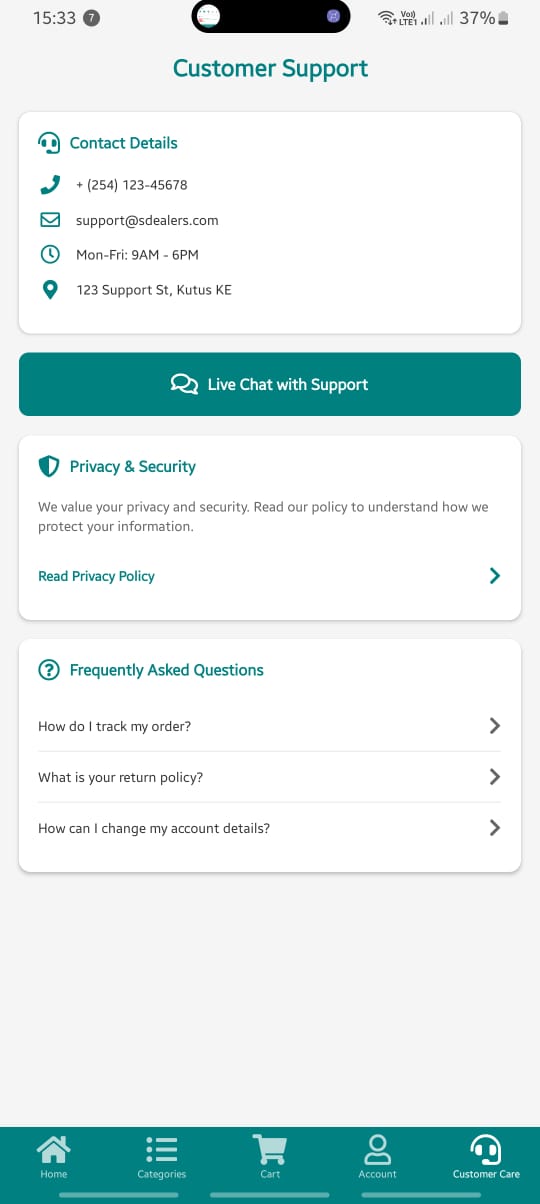 15:33 7 Vo)) LTE1 37%
Customer Support
Contact Details
+ (254) 123-45678
support@sdealers.com
Mon-Fri: 9AM - 6PM
123 Support St, Kutus KE
Live Chat with Support
Privacy & Security
We value your privacy and security. Read our policy to understand how we
protect your information.
Read Privacy Policy
Frequently Asked Questions
How do I track my order?
What is your return policy?
How can I change my account details?
Home Categories Cart Account Customer Care